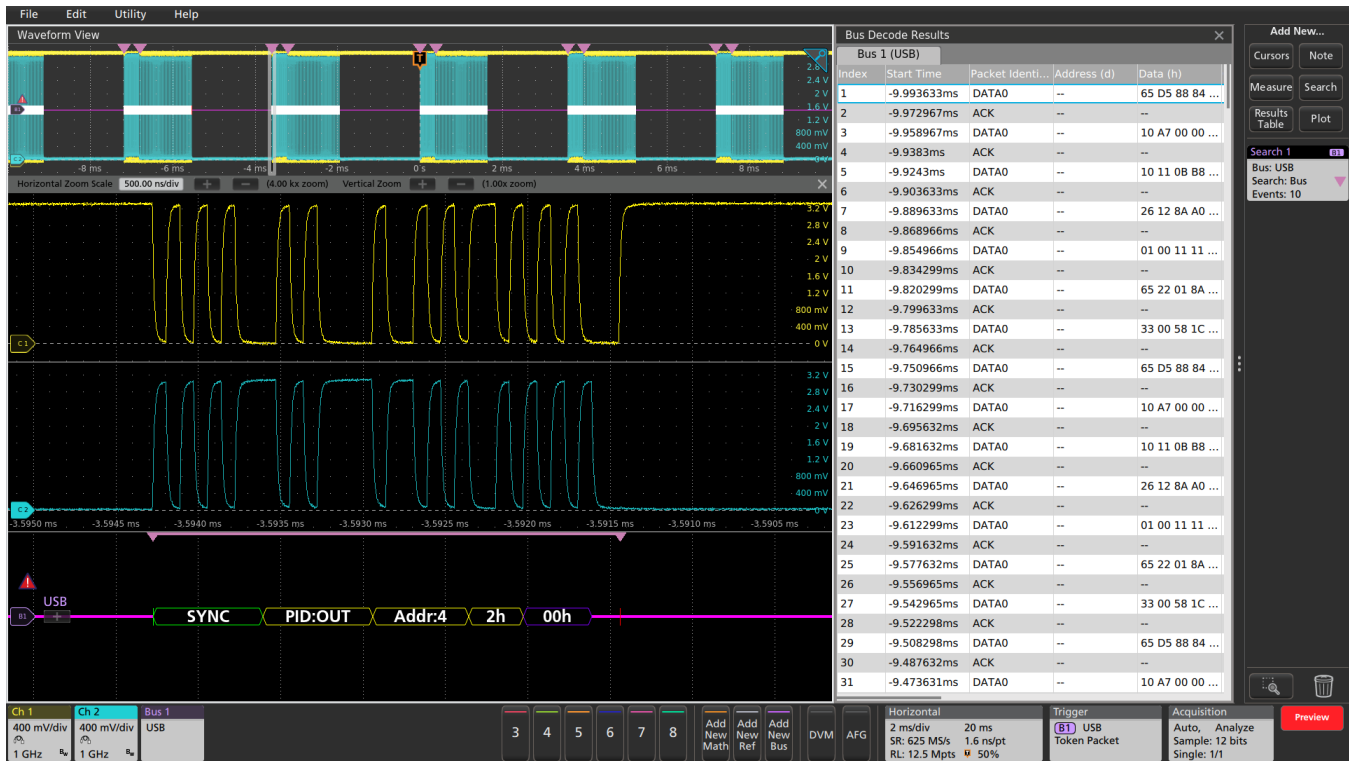 File Edit Utility Help
Waveform View
2.8 V
2.4 V
2 V
1.6 V
1.2 V
800 mV
400 mV
0 V
T
B1
C 2
-8 ms -6 ms -4 ms -2 ms 0 s 2 ms 4 ms 6 ms 8 ms
Horizontal Zoom Scale 500.00 ns/div + − (4.00 kx zoom) Vertical Zoom + − (1.00x zoom)
3.2 V
2.8 V
2.4 V
2 V
1.6 V
1.2 V
800 mV
400 mV
C 1 0 V
3.2 V
2.8 V
2.4 V
2 V
1.6 V
1.2 V
800 mV
400 mV
C 2 0 V
-3.5950 ms -3.5945 ms -3.5940 ms -3.5935 ms -3.5930 ms -3.5925 ms -3.5920 ms -3.5915 ms -3.5910 ms -3.5905 ms
USB
B1 + SYNC PID:OUT Addr:4 2h 00h
Bus Decode Results
Bus 1 (USB)
Index Start Time Packet Identi... Address (d) Data (h)
1 -9.993633ms DATA0 -- 65 D5 88 84 ...
2 -9.972967ms ACK -- --
3 -9.958967ms DATA0 -- 10 A7 00 00 ...
4 -9.9383ms ACK -- --
5 -9.9243ms DATA0 -- 10 11 0B B8 ...
6 -9.903633ms ACK -- --
7 -9.889633ms DATA0 -- 26 12 8A A0 ...
8 -9.868966ms ACK -- --
9 -9.854966ms DATA0 -- 01 00 11 11 ...
10 -9.834299ms ACK -- --
11 -9.820299ms DATA0 -- 65 22 01 8A ...
12 -9.799633ms ACK -- --
13 -9.785633ms DATA0 -- 33 00 58 1C ...
14 -9.764966ms ACK -- --
15 -9.750966ms DATA0 -- 65 D5 88 84 ...
16 -9.730299ms ACK -- --
17 -9.716299ms DATA0 -- 10 A7 00 00 ...
18 -9.695632ms ACK -- --
19 -9.681632ms DATA0 -- 10 11 0B B8 ...
20 -9.660965ms ACK -- --
21 -9.646965ms DATA0 -- 26 12 8A A0 ...
22 -9.626299ms ACK -- --
23 -9.612299ms DATA0 -- 01 00 11 11 ...
24 -9.591632ms ACK -- --
25 -9.577632ms DATA0 -- 65 22 01 8A ...
26 -9.556965ms ACK -- --
27 -9.542965ms DATA0 -- 33 00 58 1C ...
28 -9.522298ms ACK -- --
29 -9.508298ms DATA0 -- 65 D5 88 84 ...
30 -9.487632ms ACK -- --
31 -9.473631ms DATA0 -- 10 A7 00 00 ...
Add New...
Cursors Note
Measure Search
Results Table Plot
Search 1 B1
Bus: USB
Search: Bus
Events: 10
Ch 1
400 mV/div
1 GHz Bw
Ch 2
400 mV/div
1 GHz Bw
Bus 1
USB
3 4 5 6 7 8
Add New Math
Add New Ref
Add New Bus
DVM AFG
Horizontal
2 ms/div 20 ms
SR: 625 MS/s 1.6 ns/pt
RL: 12.5 Mpts 50%
Trigger
B1 USB
Token Packet
Acquisition
Auto, Analyze
Sample: 12 bits
Single: 1/1
Preview